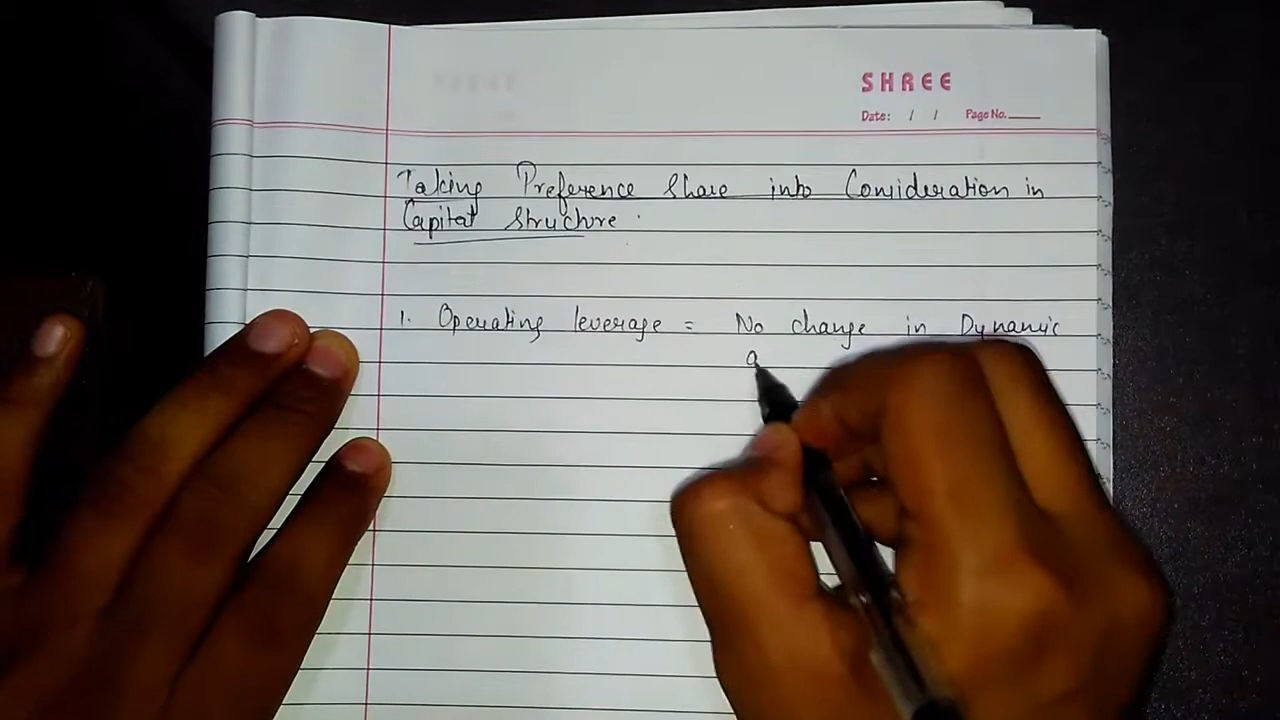 SHREE
Date: / / Page No.
Taking Preference Share into Consideration in
Capital Structure.
1. Operating leverage = No change in Dynamic
a